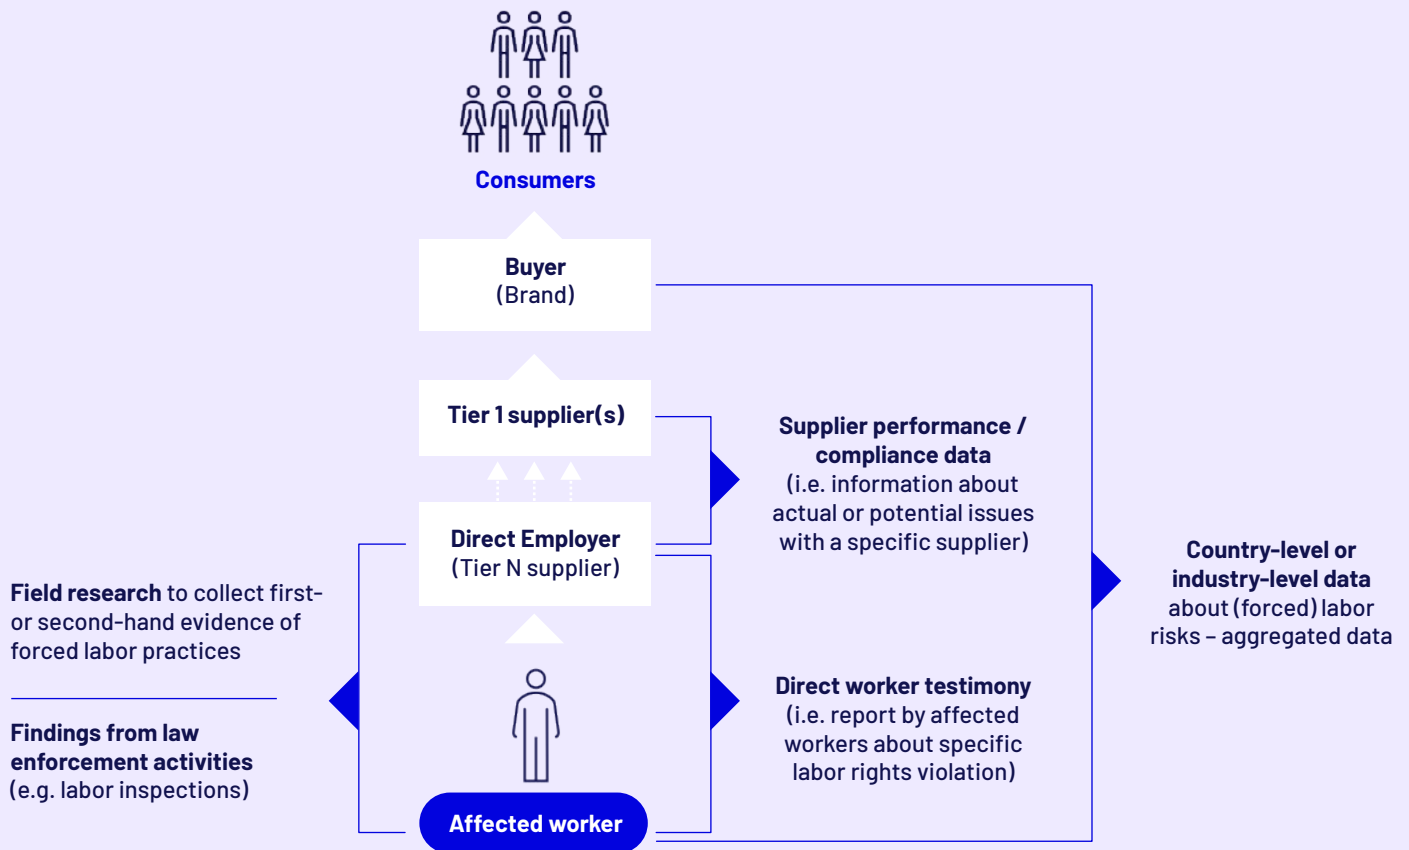 Consumers
Buyer
(Brand)
Tier 1 supplier(s)
Direct Employer
(Tier N supplier)
Affected worker
Field research to collect first-
or second-hand evidence of
forced labor practices
Findings from law
enforcement activities
(e.g. labor inspections)
Supplier performance /
compliance data
(i.e. information about
actual or potential issues
with a specific supplier)
Direct worker testimony
(i.e. report by affected
workers about specific
labor rights violation)
Country-level or
industry-level data
about (forced) labor
risks – aggregated data